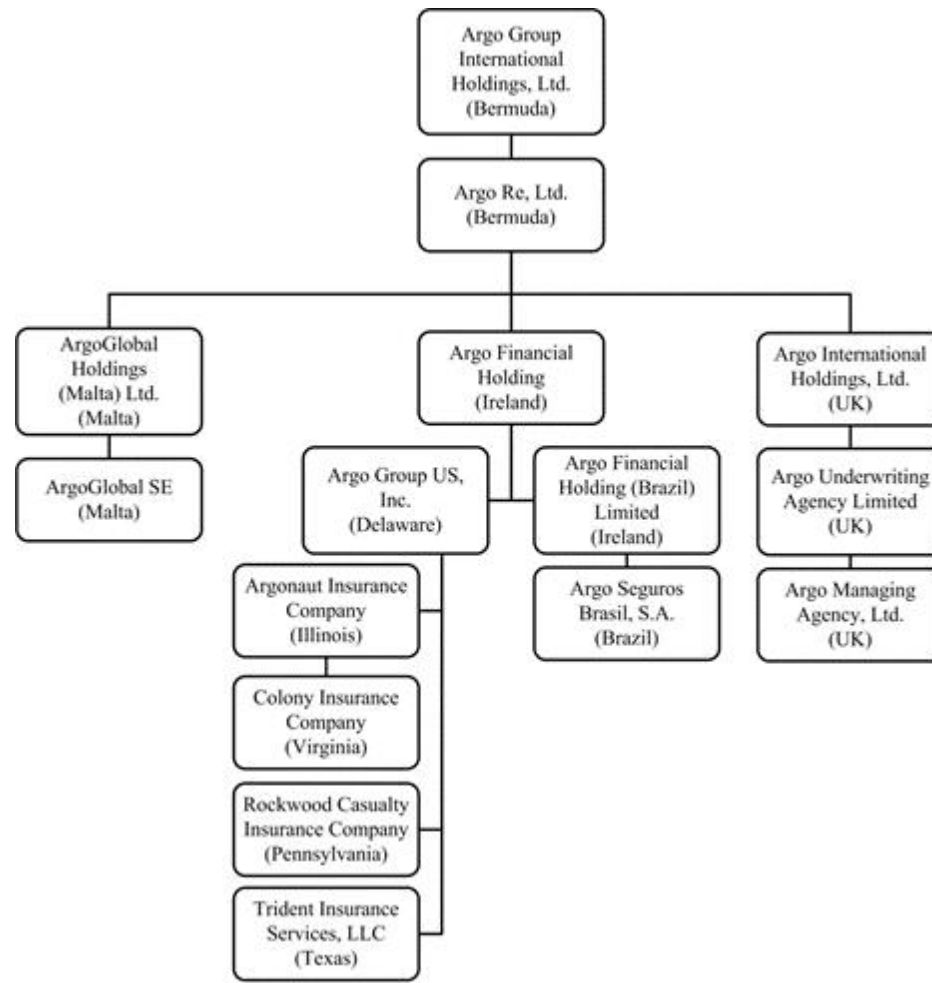 Argo Group
International
Holdings, Ltd.
(Bermuda)
Argo Re, Ltd.
(Bermuda)
ArgoGlobal
Holdings
(Malta) Ltd.
(Malta)
Argo Financial
Holding
(Ireland)
Argo International
Holdings, Ltd.
(UK)
ArgoGlobal SE
(Malta)
Argo Group US,
Inc.
(Delaware)
Argo Financial
Holding (Brazil)
Limited
(Ireland)
Argo Underwriting
Agency Limited
(UK)
Argonaut Insurance
Company
(Illinois)
Argo Seguros
Brasil, S.A.
(Brazil)
Argo Managing
Agency, Ltd.
(UK)
Colony Insurance
Company
(Virginia)
Rockwood Casualty
Insurance Company
(Pennsylvania)
Trident Insurance
Services, LLC
(Texas)